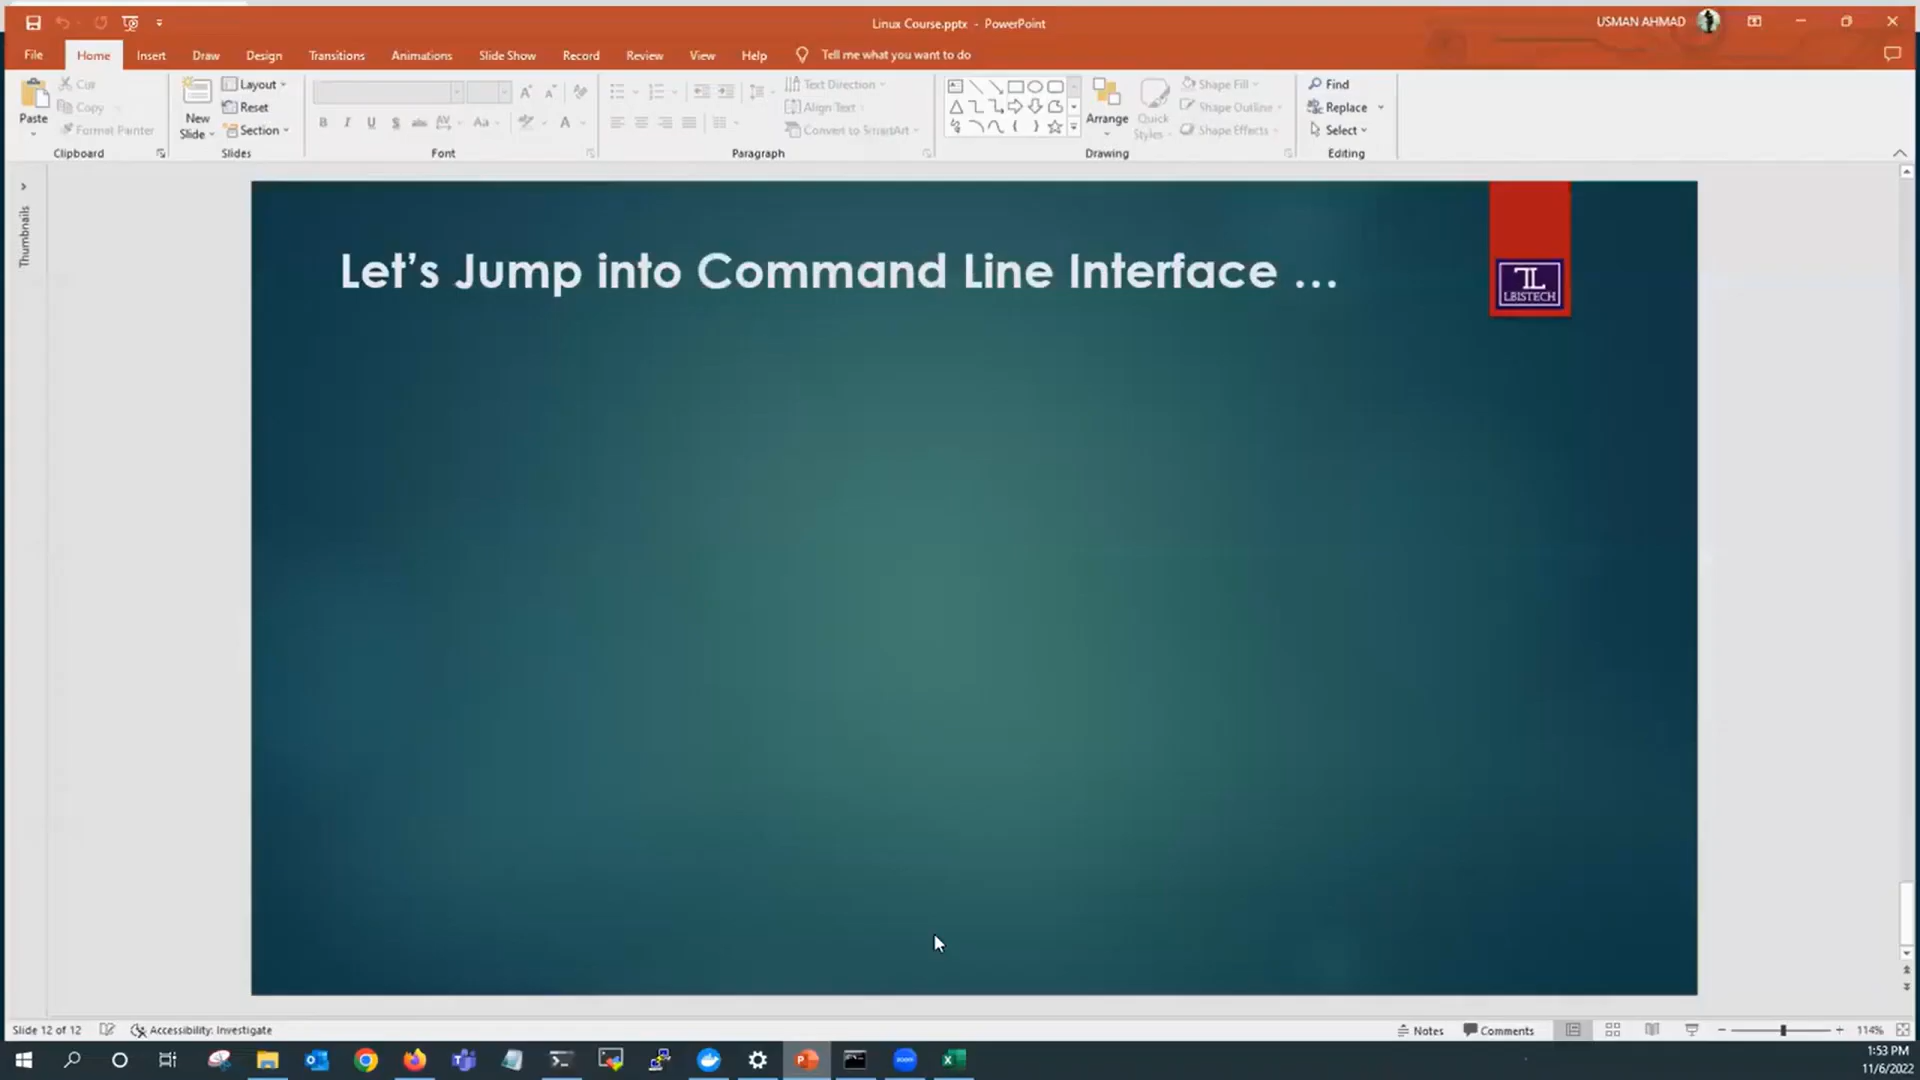 Linux Course.pptx - PowerPoint
USMAN AHMAD
File Home Insert Draw Design Transitions Animations Slide Show Record Review View Help Tell me what you want to do
Paste
Cut
Copy
Format Painter
Clipboard
New
Slide
Layout
Reset
Section
Slides
B I U S abc AV Aa A
Font
Text Direction
Align Text
Convert to SmartArt
Paragraph
Arrange
Quick
Styles
Shape Fill
Shape Outline
Shape Effects
Drawing
Find
Replace
Select
Editing
Thumbnails
Let's Jump into Command Line Interface ...
LBISTECH
Slide 12 of 12
Accessibility: Investigate
Notes
Comments
114%
1:53 PM
11/6/2022